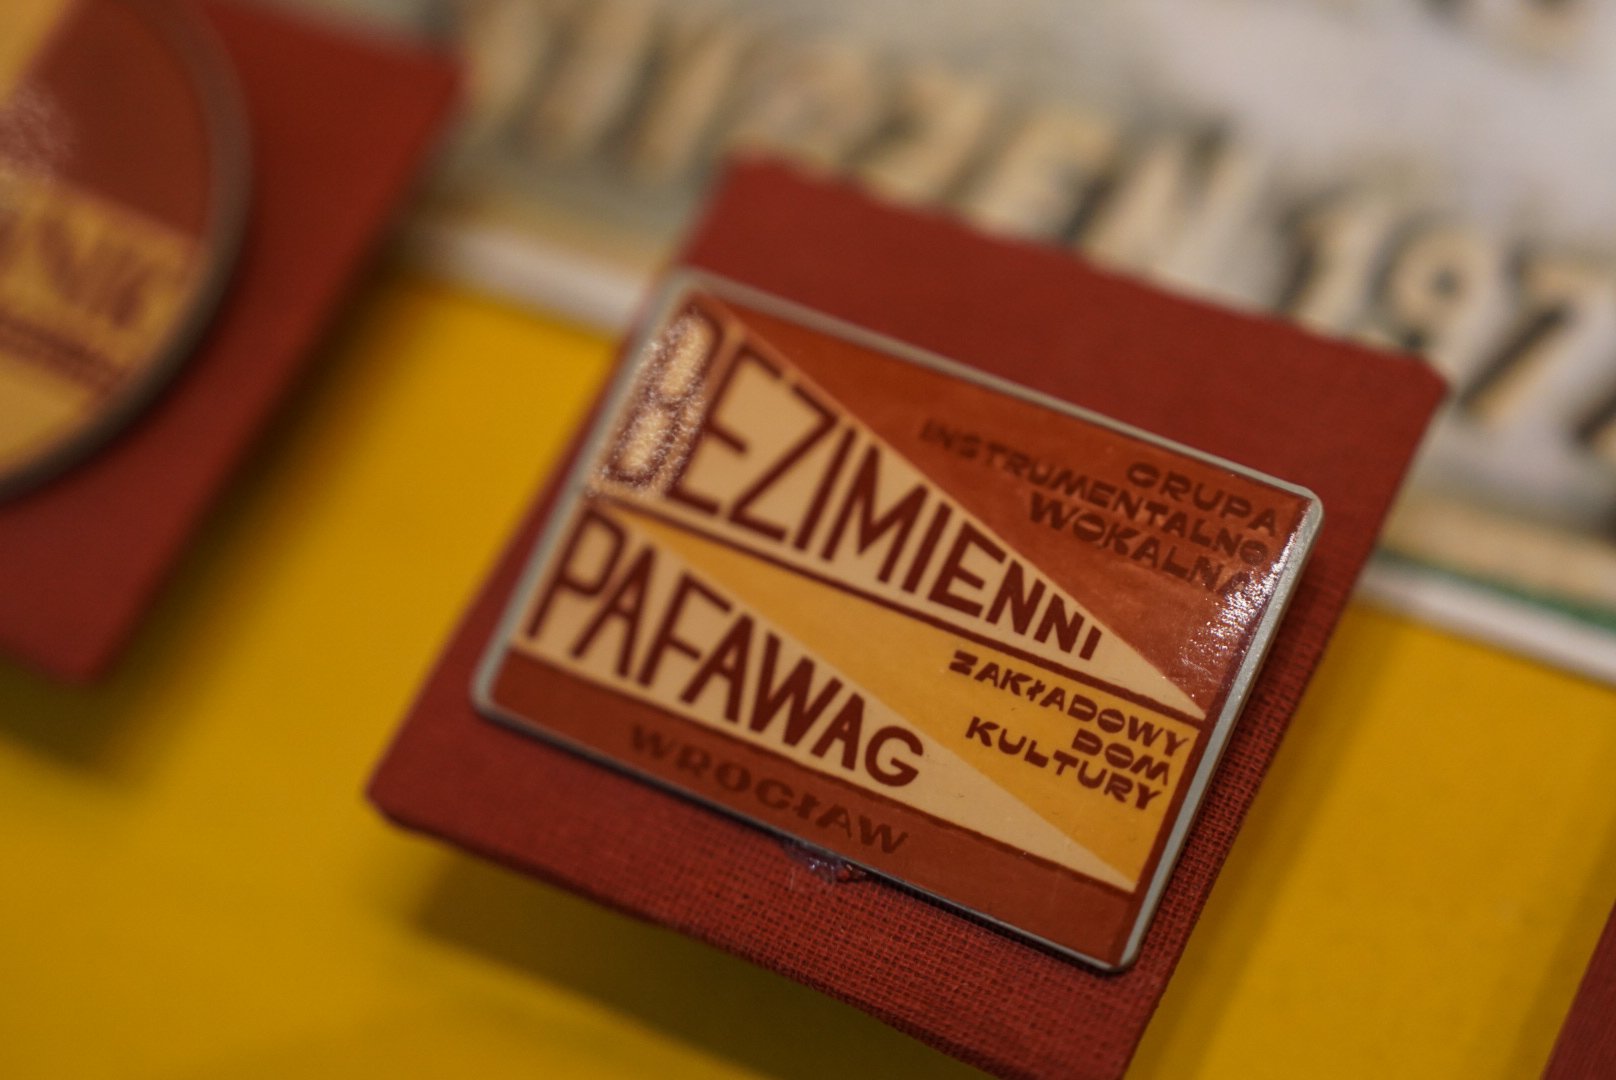 BEZIMIENNI
GRUPA
INSTRUMENTALNO
WOKALNA
PAFAWAG
ZAKŁADOWY
DOM
KULTURY
WROCŁAW